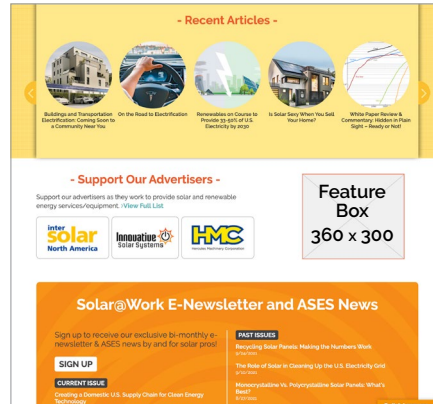 - Recent Articles -
Buildings and Transportation
Electrification: Coming Soon to
a Community Near You
On the Road to Electrification
Renewables on Course to
Provide 33-50% of U.S.
Electricity by 2030
Is Solar Sexy When You Sell
Your Home?
White Paper Review &
Commentary: Hidden in Plain
Sight – Ready or Not!
- Support Our Advertisers -
Support our advertisers as they work to provide solar and renewable
energy services/equipment. View Full List
inter
solar
North America
Innovative
Solar Systems
HMC
Hercules Machinery Corporation
Feature
Box
360 x 300
Solar@Work E-Newsletter and ASES News
Sign up to receive our exclusive bi-monthly e-
newsletter & ASES news by and for solar pros!
SIGN UP
CURRENT ISSUE
Creating a Domestic U.S. Supply Chain for Clean Energy
Technology
PAST ISSUES
Recycling Solar Panels: Making the Numbers Work
The Role of Solar in Cleaning Up the U.S. Electricity Grid
Monocrystalline Vs. Polycrystalline Solar Panels: What's
Best?